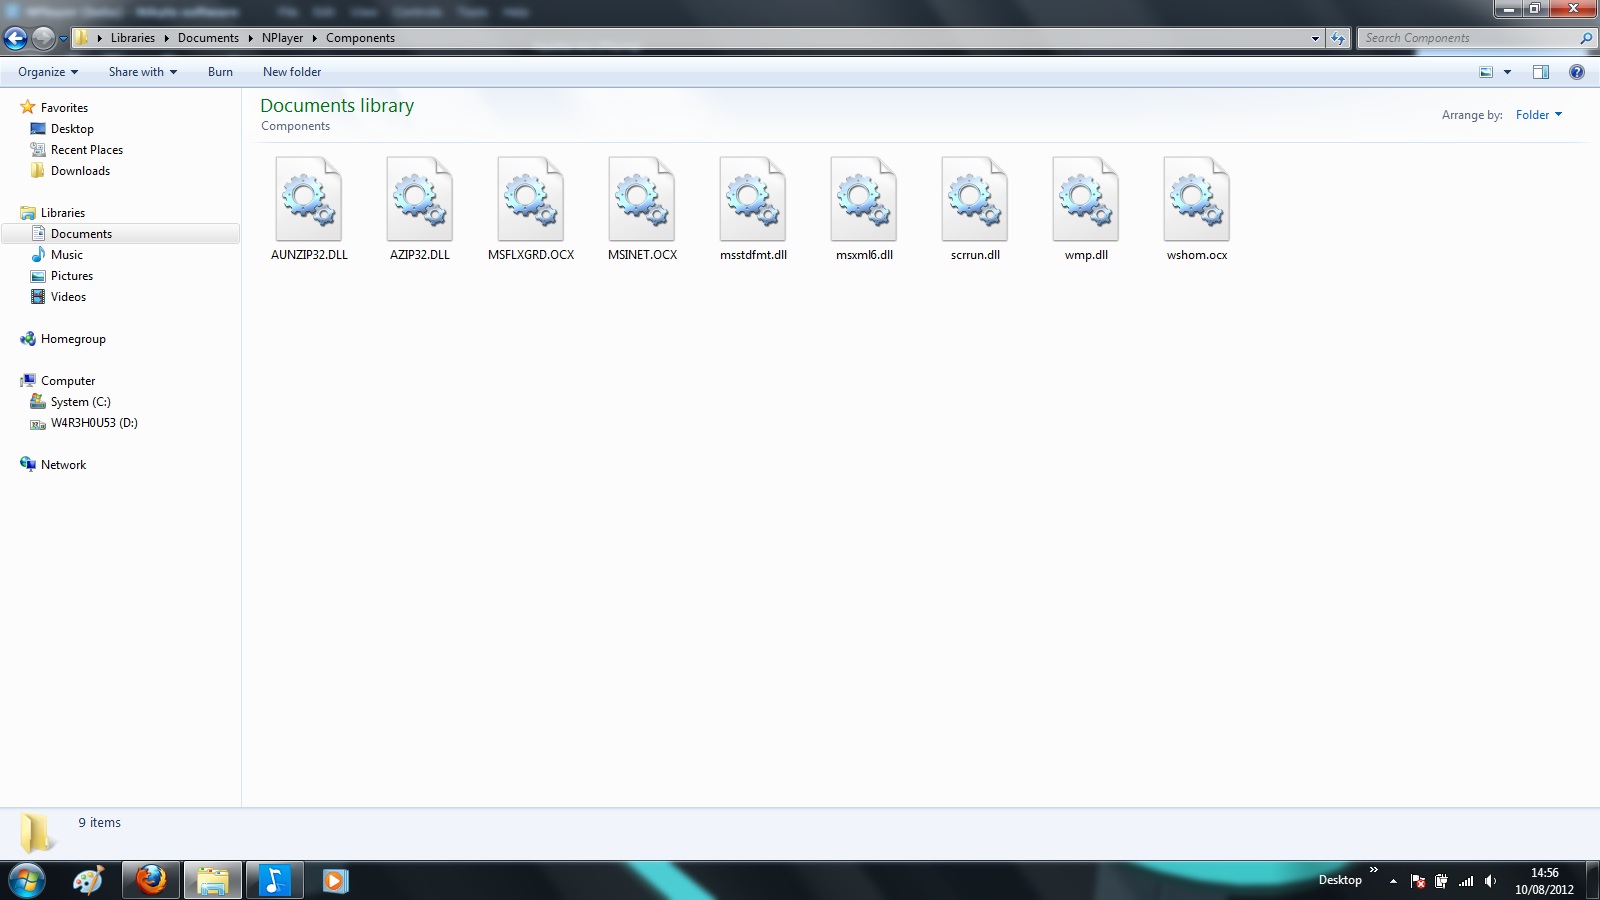 Libraries Documents NPlayer Components
Search Components
Organize Share with Burn New folder
Favorites
Desktop
Recent Places
Downloads
Libraries
Documents
Music
Pictures
Videos
Homegroup
Computer
System (C:)
W4R3H0U53 (D:)
Network
Documents library
Components
Arrange by: Folder
AUNZIP32.DLL
AZIP32.DLL
MSFLXGRD.OCX
MSINET.OCX
msstdfmt.dll
msxml6.dll
scrrun.dll
wmp.dll
wshom.ocx
9 items
Desktop
14:56
10/08/2012